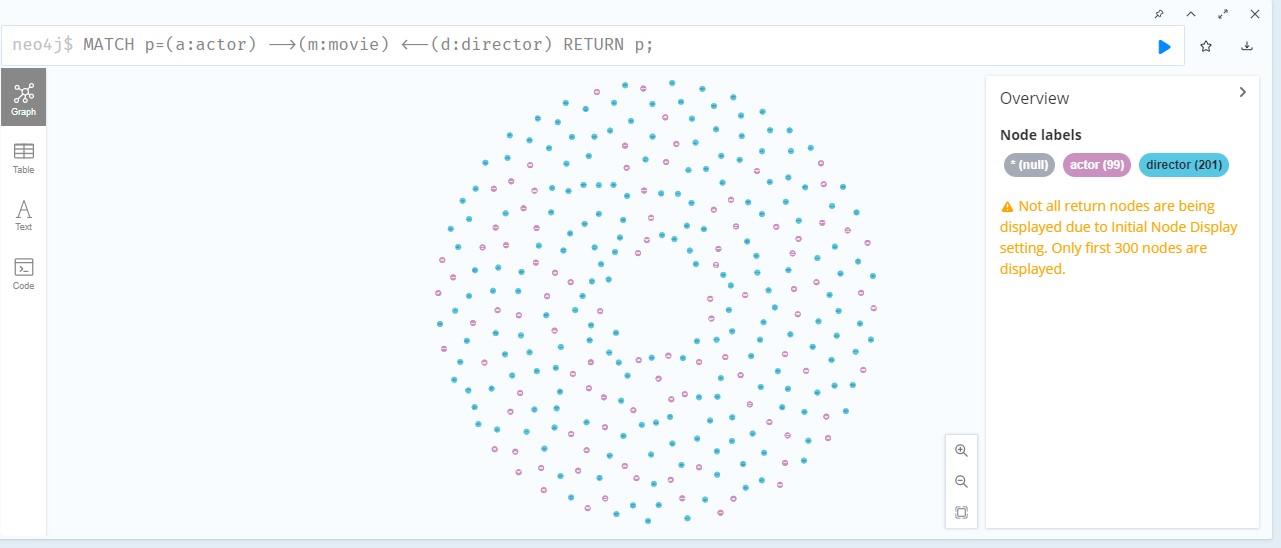 neo4j$ MATCH p=(a:actor) ⟶(m:movie) ⟵(d:director) RETURN p;
Graph
Table
Text
Code
Overview
Node labels
* (null) actor (99) director (201)
Not all return nodes are being
displayed due to Initial Node Display
setting. Only first 300 nodes are
displayed.